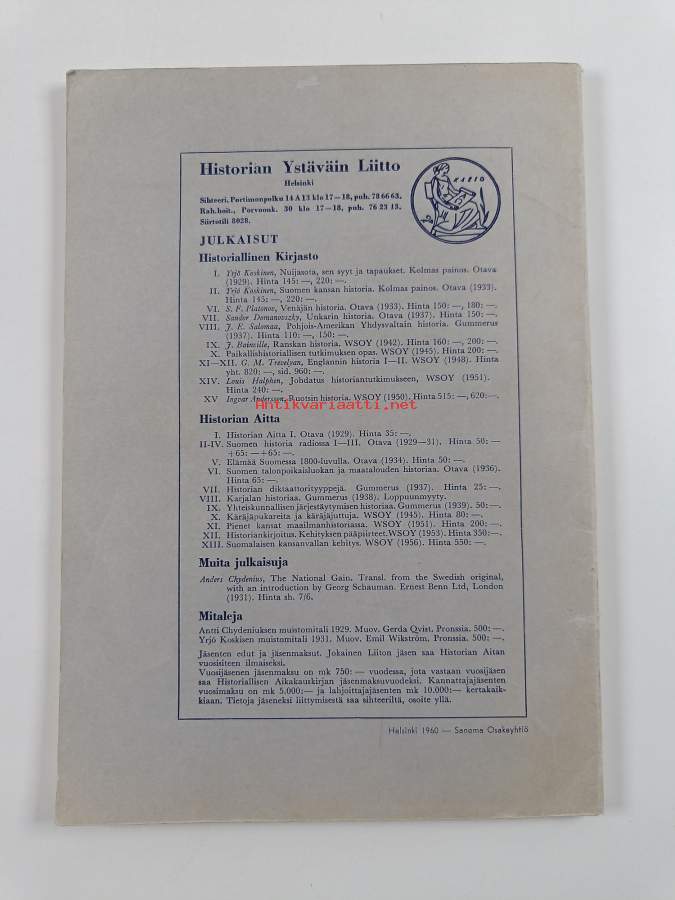 Historian Ystäväin Liitto
Helsinki
Sihteeri, Portimonpolku 14 A 13 klo 17—18, puh. 78 66 63.
Rah.hoit., Porvoonk. 30 klo 17—18, puh. 76 23 13.
Siirtotili 8028.
KLEIO
JULKAISUT
Historiallinen Kirjasto
I. Yrjö Koskinen, Nuijasota, sen syyt ja tapaukset. Kolmas painos. Otava
(1929). Hinta 145: —, 220: —.
II. Yrjö Koskinen, Suomen kansan historia. Kolmas painos. Otava (1933).
Hinta 145: —, 220: —.
VI. S. F. Platonov, Venäjän historia. Otava (1933). Hinta 150: —, 180: —.
VII. Sandor Domanovszky, Unkarin historia. Otava (1937). Hinta 150: —.
VIII. J. E. Salomaa, Pohjois-Amerikan Yhdysvaltain historia. Gummerus
(1937). Hinta 110: —, 150: —.
IX. J. Bainville, Ranskan historia. WSOY (1942). Hinta 160: —, 200: —.
X. Paikallishistoriallisen tutkimuksen opas. WSOY (1945). Hinta 200: —.
XI—XII. G. M. Trevelyan, Englannin historia I—II. WSOY (1948). Hinta
yht. 820: —, sid. 960: —.
XIV. Louis Halphen, Johdatus historiantutkimukseen, WSOY (1951).
Hinta 240: —.
XV Ingvar Andersson, Ruotsin historia. WSOY (1950). Hinta 515: —, 620: —.
Antikvariaatti.net
Historian Aitta
I. Historian Aitta I. Otava (1929). Hinta 35: —.
II-IV. Suomen historia radiossa I—III. Otava (1929—31). Hinta 50: —
+65: — +65: —.
V. Elämää Suomessa 1800-luvulla. Otava (1934). Hinta 50: —.
VI. Suomen talonpoikaisluokan ja maatalouden historiaa. Otava (1936).
Hinta 65: —.
VII. Historian diktaattorityyppejä. Gummerus (1937). Hinta 25: —.
VIII. Karjalan historiaa. Gummerus (1938). Loppuunmyyty.
IX. Yhteiskunnallisen järjestäytymisen historiaa. Gummerus (1939). 50: —.
X. Käräjäpukareita ja käräjäjuttuja. WSOY (1945). Hinta 80: —.
XI. Pienet kansat maailmanhistoriassa. WSOY (1951). Hinta 200: —.
XII. Historiankirjoitus. Kehityksen pääpiirteet. WSOY (1953). Hinta 350: —.
XIII. Suomalaisen kansanvallan kehitys. WSOY (1956). Hinta 550: —.
Muita julkaisuja
Anders Chydenius, The National Gain. Transl. from the Swedish original,
with an introduction by Georg Schauman. Ernest Benn Ltd, London
(1931). Hinta sh. 7/6.
Mitaleja
Antti Chydeniuksen muistomitali 1929. Muov. Gerda Qvist. Pronssia. 500: —.
Yrjö Koskisen muistomitali 1931. Muov. Emil Wikström. Pronssia. 500: —.
Jäsenten edut ja jäsenmaksut. Jokainen Liiton jäsen saa Historian Aitan
vuosisiteen ilmaiseksi.
Vuosijäsenen jäsenmaksu on mk 750: — vuodessa, jota vastaan vuosijäsen
saa Historiallisen Aikakauskirjan jäsenmaksuvuodeksi. Kannattajajäsenten
vuosimaksu on mk 5.000:— ja lahjoittajajäsenten mk 10.000:— kertakaik-
kiaan. Tietoja jäseneksi liittymisestä saa sihteeriltä, osoite yllä.
Helsinki 1960 — Sanoma Osakeyhtiö